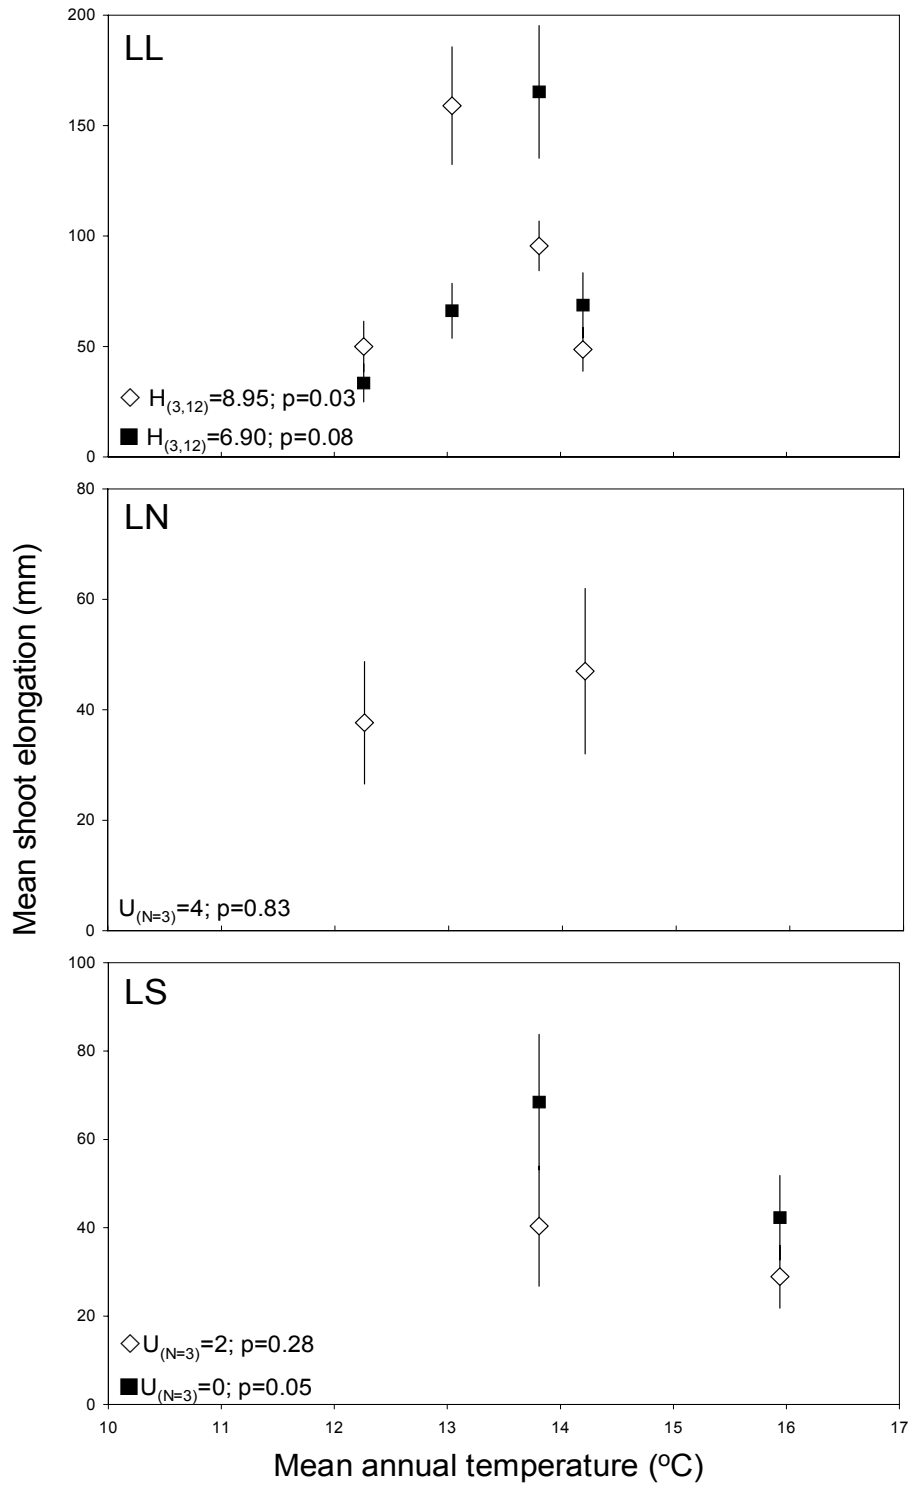 200
LL
150
100
50
◇ H(3,12)=8.95; p=0.03
■ H(3,12)=6.90; p=0.08
0
80
LN
60
40
20
U(N=3)=4; p=0.83
0
Mean shoot elongation (mm)
100
LS
80
60
40
20
◇ U(N=3)=2; p=0.28
■ U(N=3)=0; p=0.05
0
10 11 12 13 14 15 16 17
Mean annual temperature (ºC)